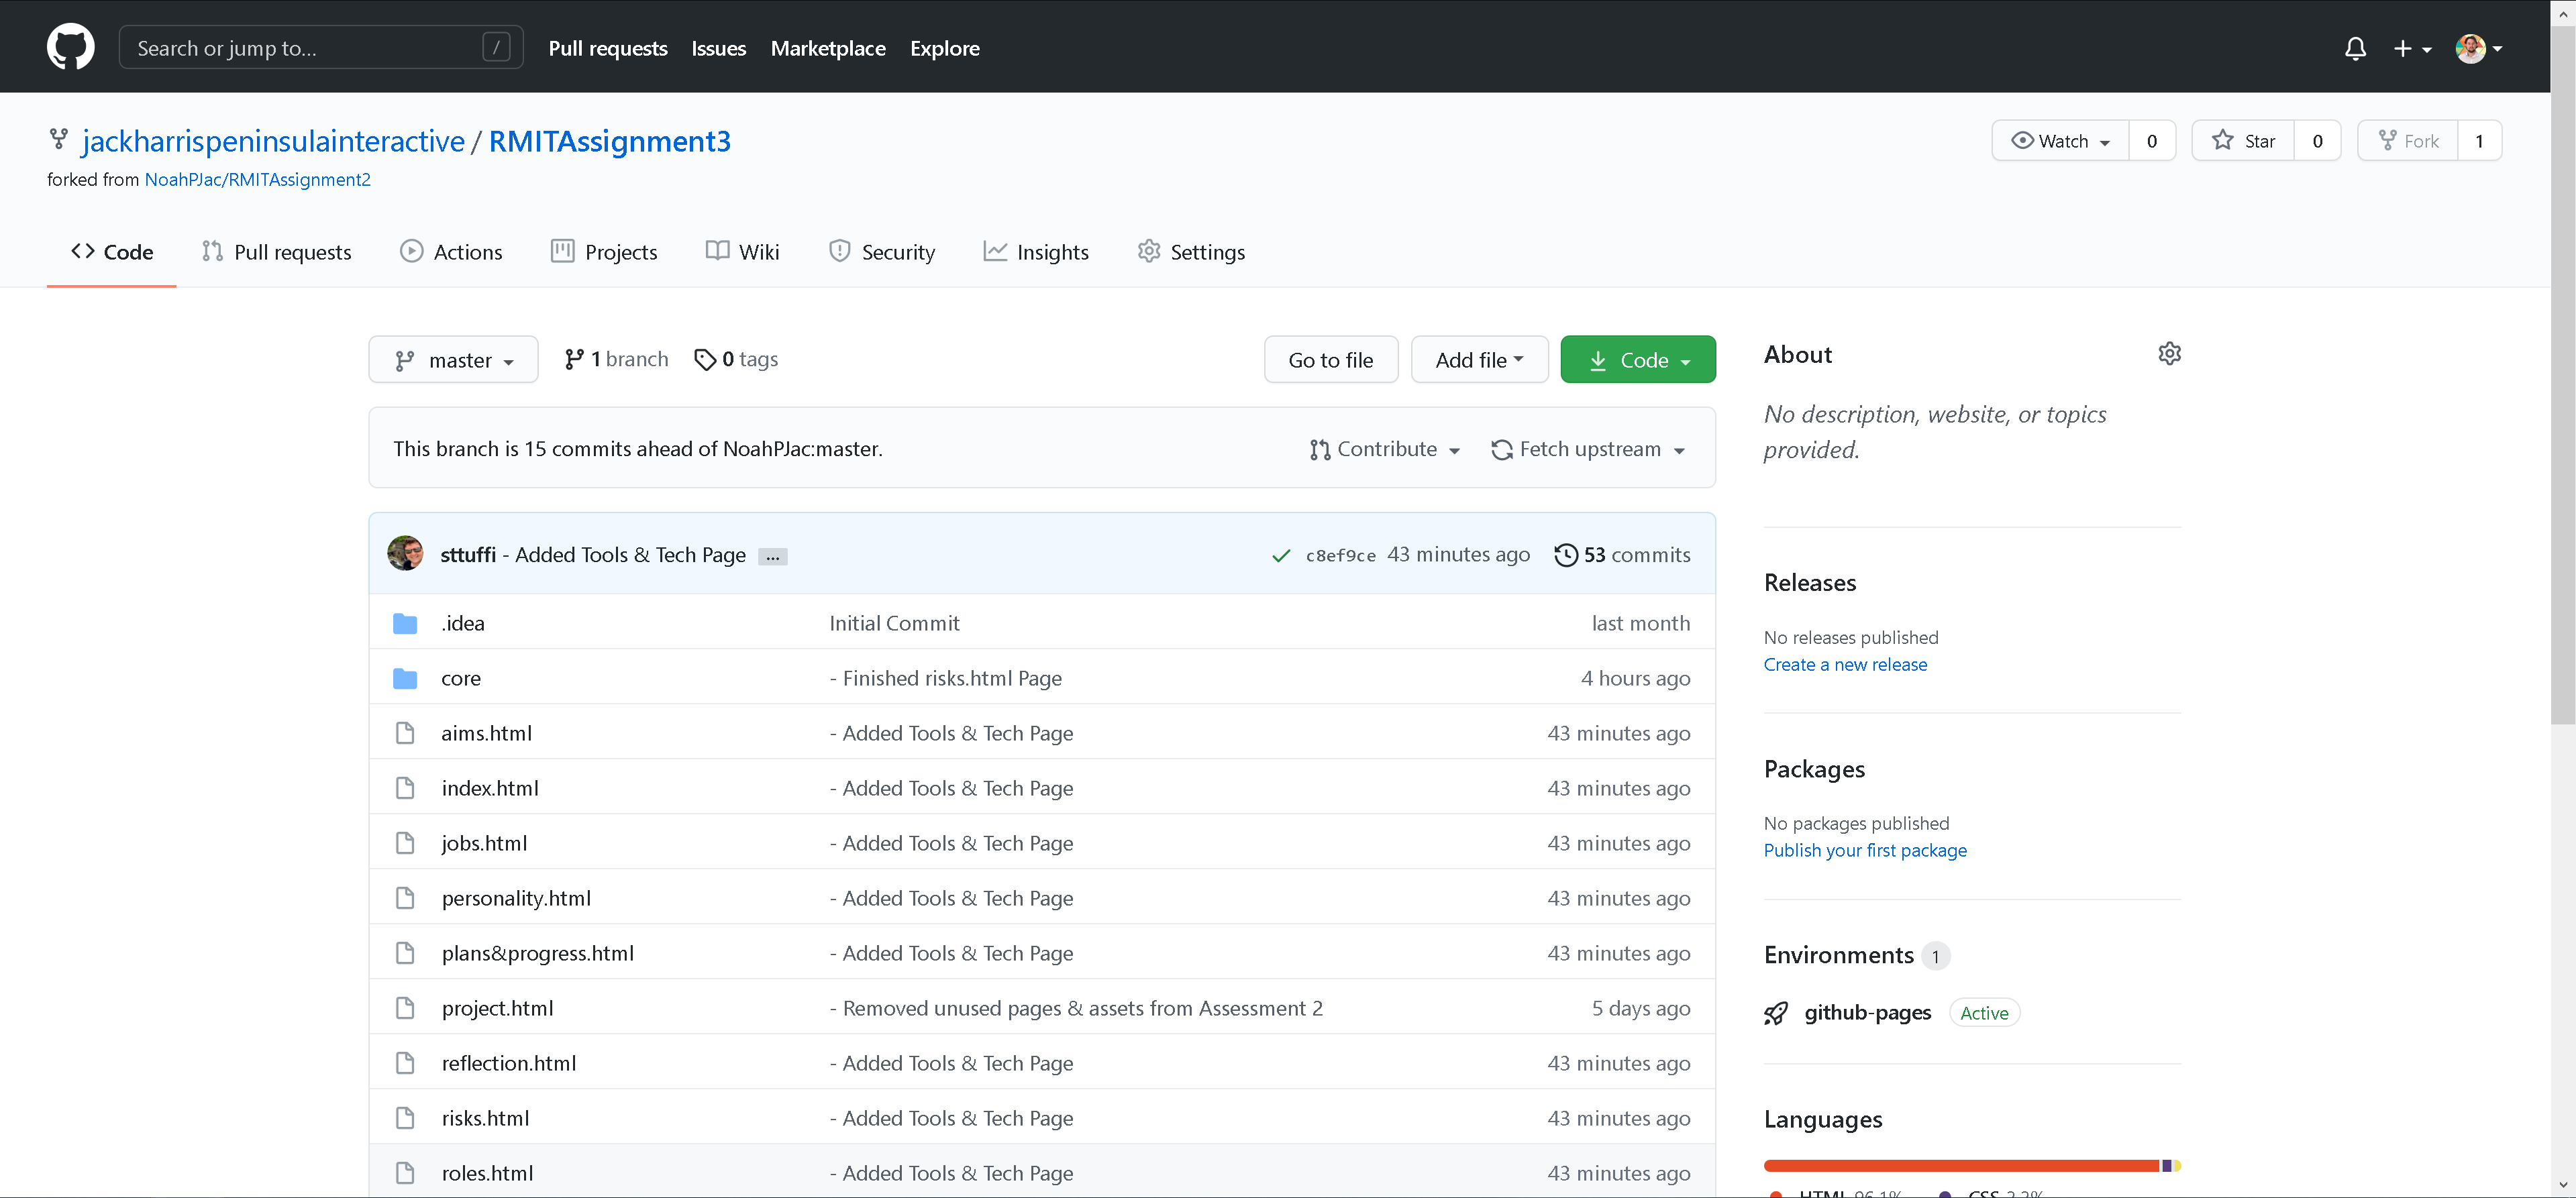 Search or jump to... /
Pull requests Issues Marketplace Explore
jackharrispeninsulainteractive / RMITAssignment3
Watch 0 Star 0 Fork 1
forked from NoahPJac/RMITAssignment2
Code Pull requests Actions Projects Wiki Security Insights Settings
master 1 branch 0 tags Go to file Add file Code
This branch is 15 commits ahead of NoahPJac:master. Contribute Fetch upstream
sttuffi - Added Tools & Tech Page ... c8ef9ce 43 minutes ago 53 commits
.idea Initial Commit last month
core - Finished risks.html Page 4 hours ago
aims.html - Added Tools & Tech Page 43 minutes ago
index.html - Added Tools & Tech Page 43 minutes ago
jobs.html - Added Tools & Tech Page 43 minutes ago
personality.html - Added Tools & Tech Page 43 minutes ago
plans&progress.html - Added Tools & Tech Page 43 minutes ago
project.html - Removed unused pages & assets from Assessment 2 5 days ago
reflection.html - Added Tools & Tech Page 43 minutes ago
risks.html - Added Tools & Tech Page 43 minutes ago
roles.html - Added Tools & Tech Page 43 minutes ago
About
No description, website, or topics
provided.
Releases
No releases published
Create a new release
Packages
No packages published
Publish your first package
Environments 1
github-pages Active
Languages
HTML 96.1% CSS 2.2%